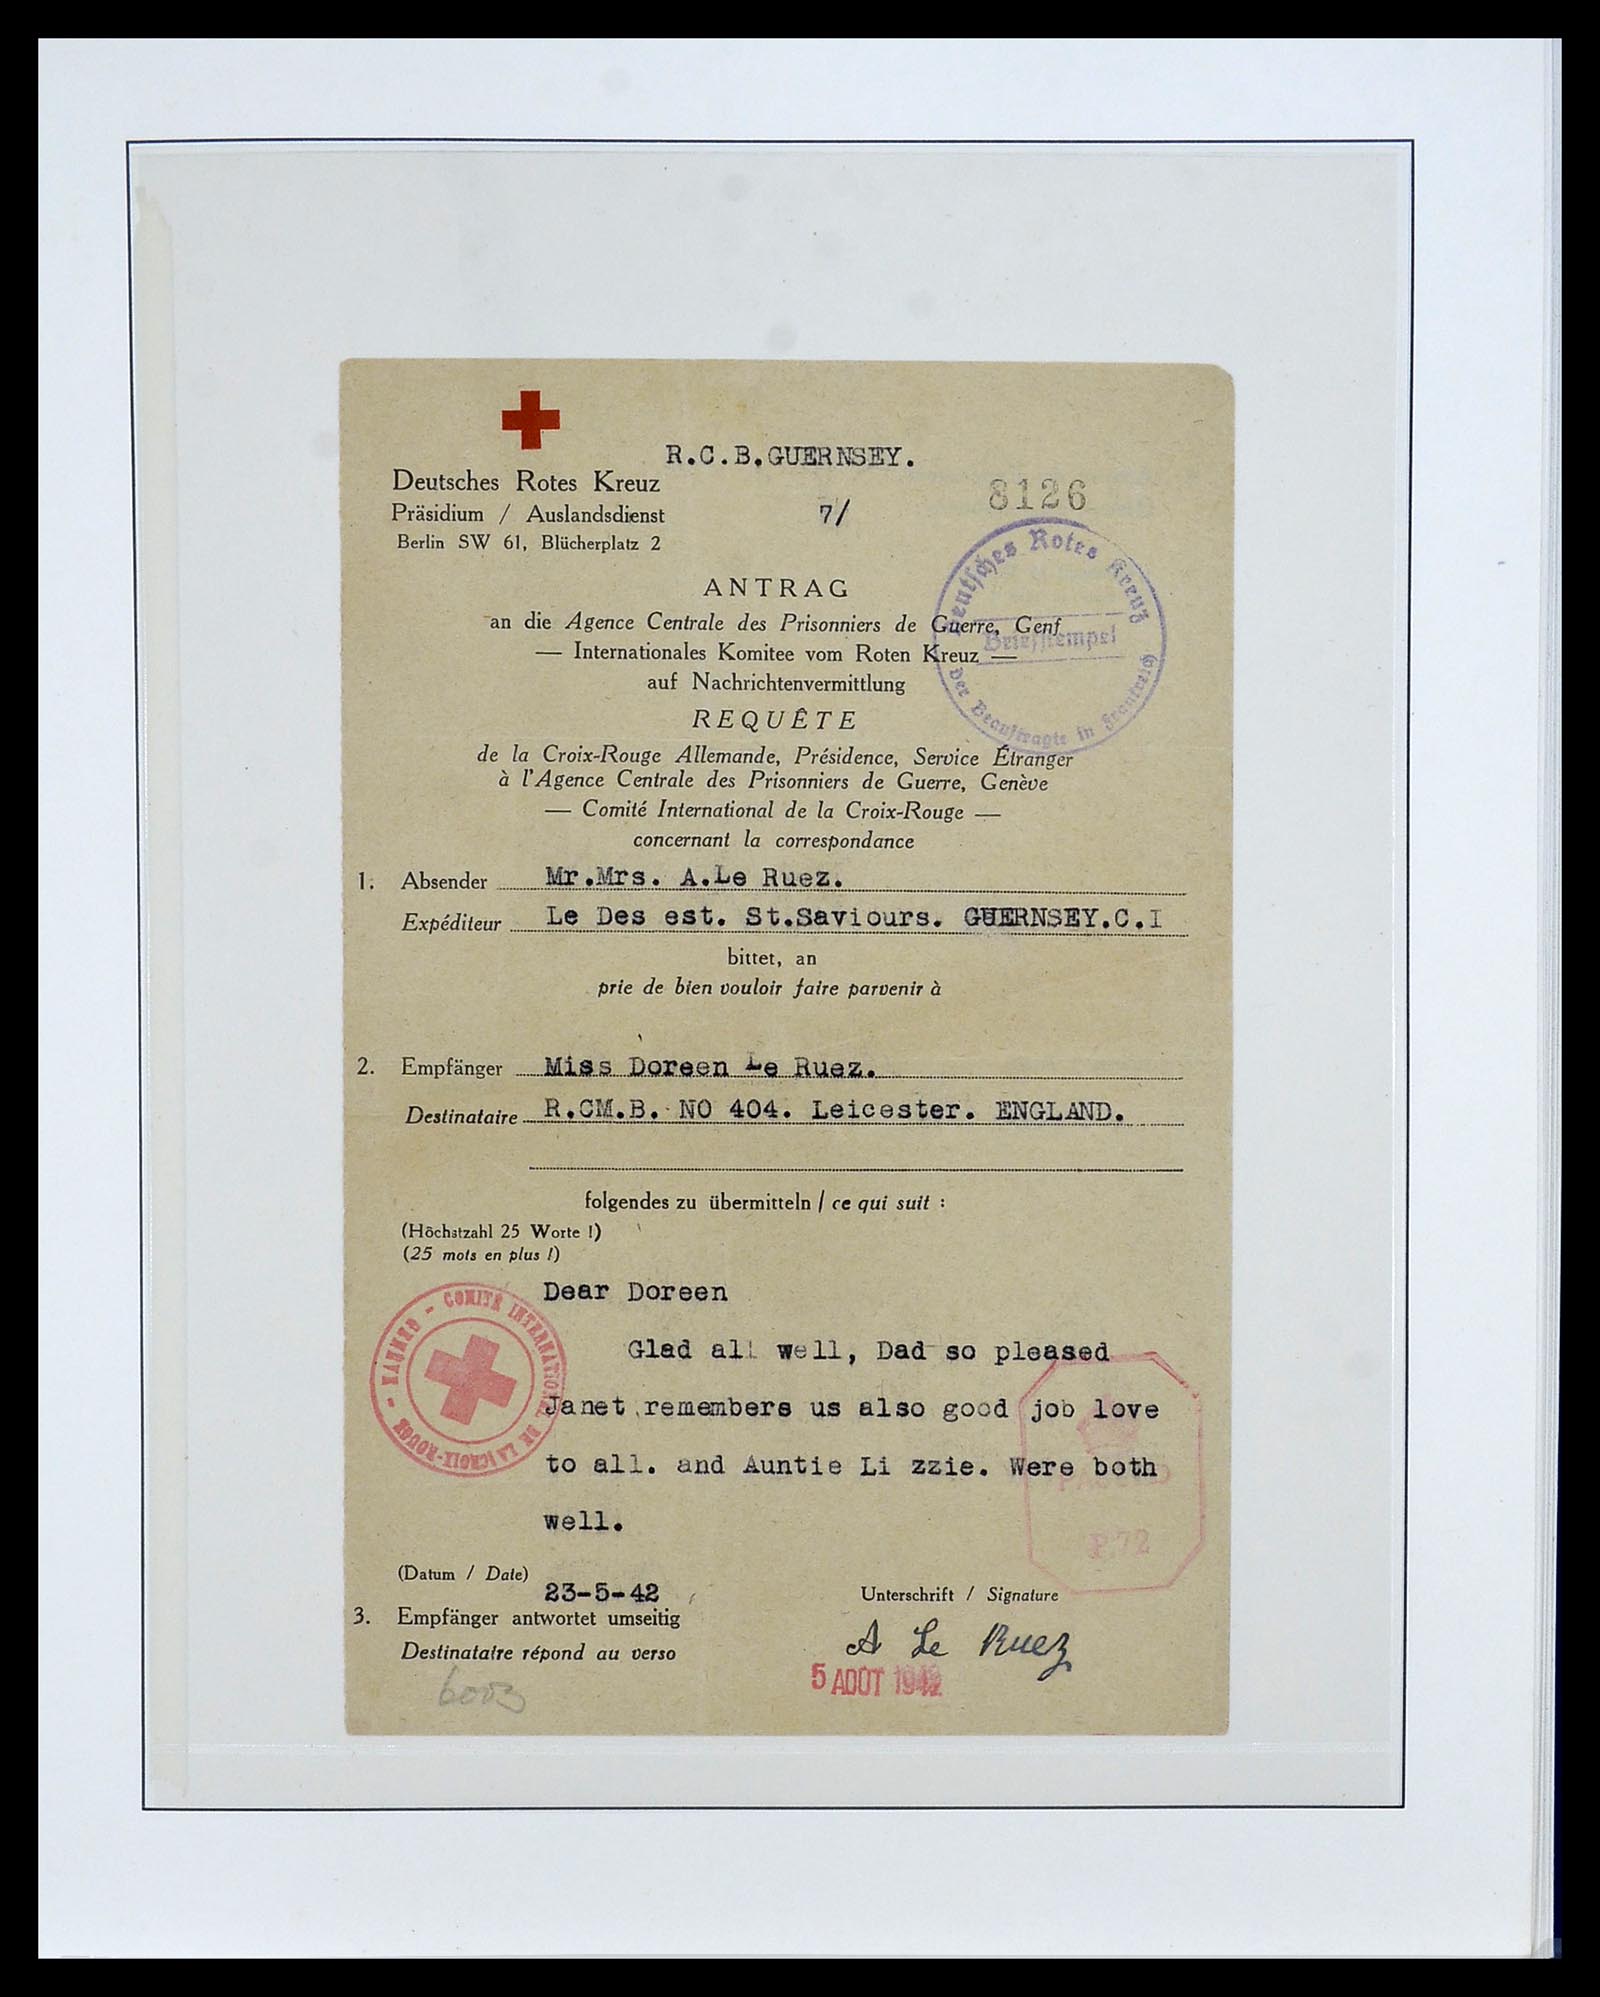 R.C.B.GUERNSEY.
Deutsches Rotes Kreuz
8126
Präsidium / Auslandsdienst
7/
Berlin SW 61, Blücherplatz 2
Deutsches Rotes Kreuz
Briefstempel
Der Beauftragte in Frankreich
ANTRAG
an die Agence Centrale des Prisonniers de Guerre, Genf
— Internationales Komitee vom Roten Kreuz —
auf Nachrichtenvermittlung
REQUÊTE
de la Croix-Rouge Allemande, Présidence, Service Étranger
à l'Agence Centrale des Prisonniers de Guerre, Genève
— Comité International de la Croix-Rouge —
concernant la correspondance
1. Absender Mr.Mrs. A.Le Ruez.
Expéditeur Le Des est. St.Saviours. GUERNSEY.C.I
bittet, an
prie de bien vouloir faire parvenir à
2. Empfänger Miss Doreen Le Ruez.
Destinataire R.CM.B. NO 404. Leicester. ENGLAND.
folgendes zu übermitteln / ce qui suit :
(Höchstzahl 25 Worte !)
(25 mots en plus !)
Dear Doreen
Glad all well, Dad so pleased
Janet remembers us also good job love
to all. and Auntie Li zzie. Were both
well.
COMITÉ INTERNATIONAL DE LA CROIX-ROUGE - GENÈVE -
PASSED
P.72
(Datum / Date) 23-5-42
Unterschrift / Signature
3. Empfänger antwortet umseitig
Destinataire répond au verso
A Le Ruez
5 AOÛT 1942